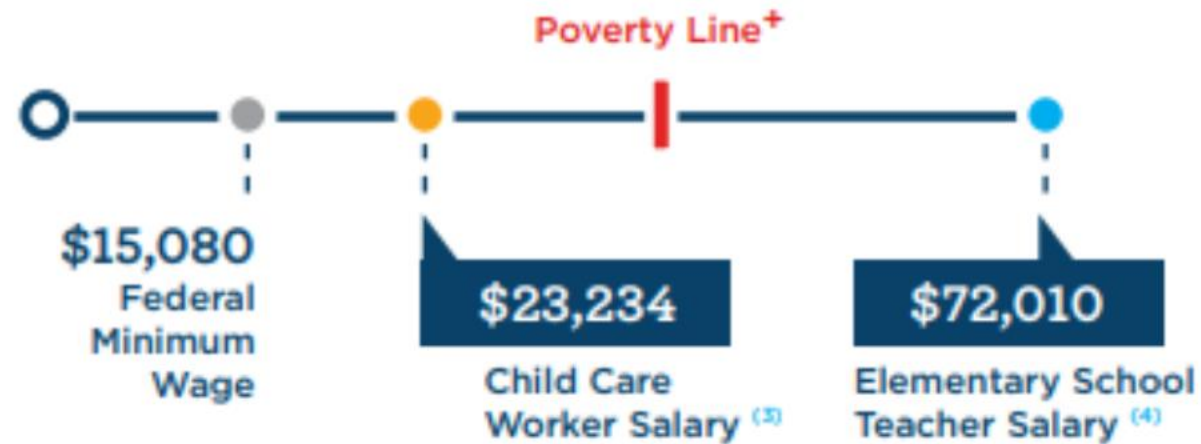 Poverty Line+
$15,080
Federal
Minimum
Wage
$23,234
Child Care
Worker Salary (3)
$72,010
Elementary School
Teacher Salary (4)